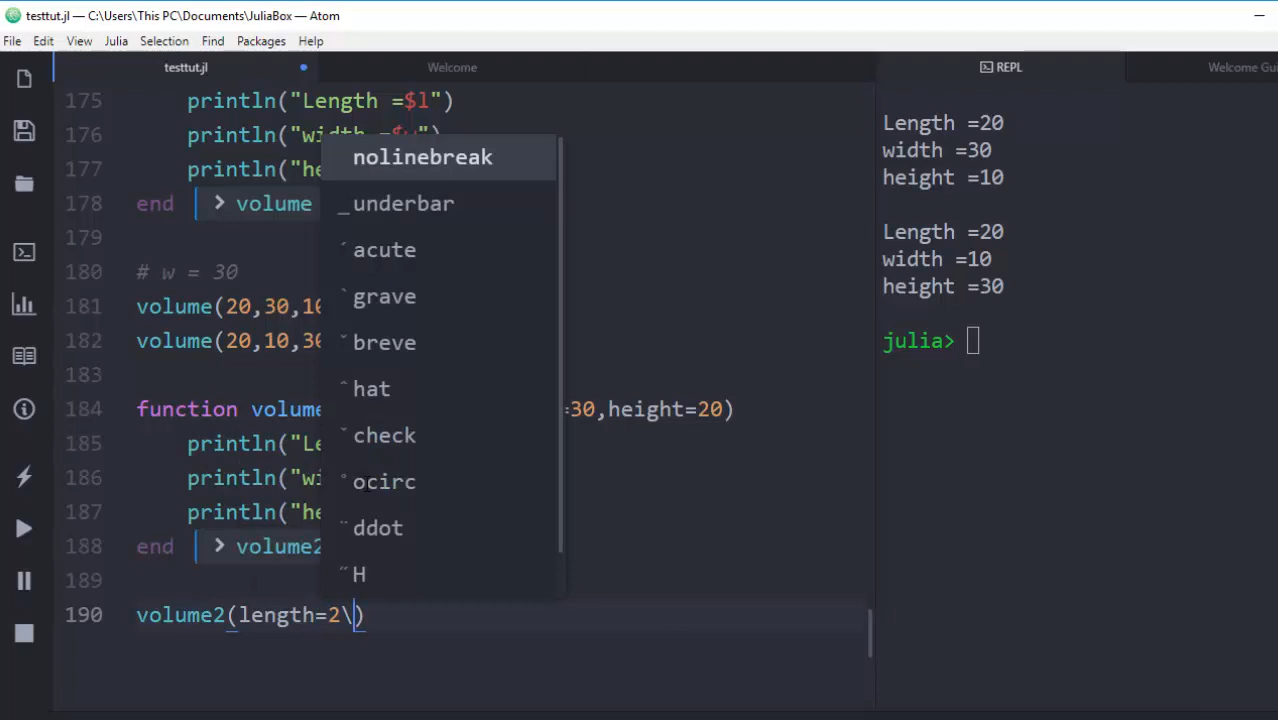 testtut.jl — C:\Users\This PC\Documents\JuliaBox — Atom
File Edit View Julia Selection Find Packages Help
testtut.jl Welcome REPL Welcome Gui
175 println("Length =$l")
176 println("width =$w")
177 println("he
178 end > volume
179
180 # w = 30
181 volume(20,30,10
182 volume(20,10,30
183
184 function volume =30,height=20)
185 println("Le
186 println("wi
187 println("he
188 end > volume2
189
190 volume2(length=2\)
nolinebreak
_underbar
´acute
`grave
˘breve
ˆhat
ˇcheck
°ocirc
¨ddot
˝H
Length =20
width =30
height =10
Length =20
width =10
height =30
julia>